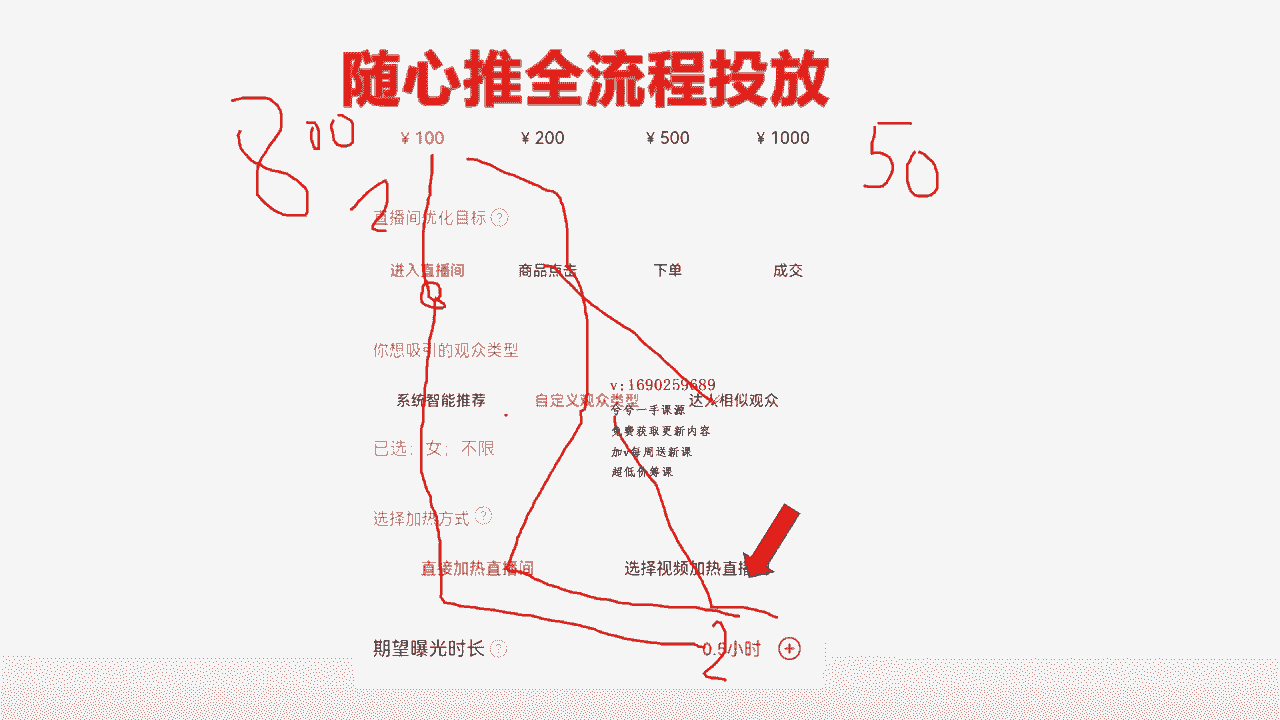 随心推全流程投放
800 ¥ 100 ¥ 200 ¥ 500 ¥ 1000 50
2
直播间优化目标 ?
进入直播间 商品点击 下单 成交
你想吸引的观众类型
v:1690259689
系统智能推荐 自定义观众类型 达人相似观众
兮兮一手课源
免费获取更新内容
已选：女；不限
加v每周送新课
超低价筹课
选择加热方式 ?
直接加热直播间 选择视频加热直播
期望曝光时长 ? 0.5小时 +
2